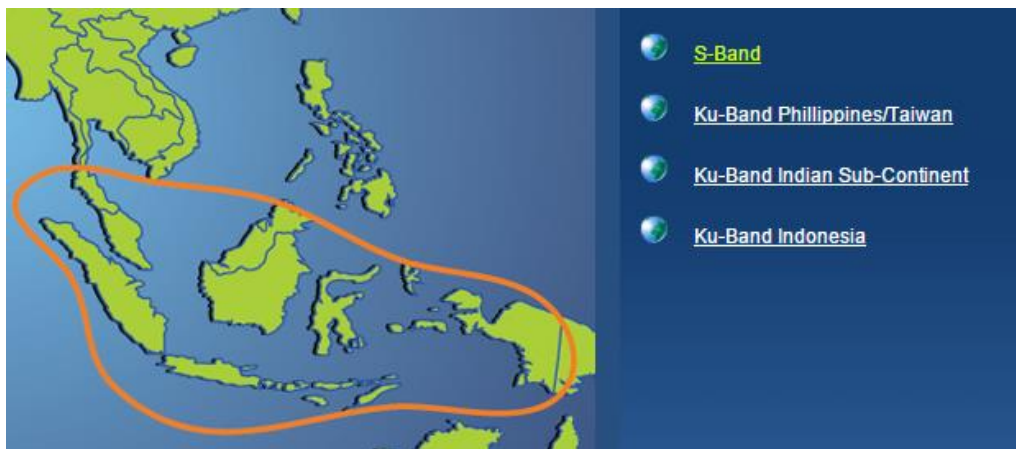 S-Band
Ku-Band Phillippines/Taiwan
Ku-Band Indian Sub-Continent
Ku-Band Indonesia